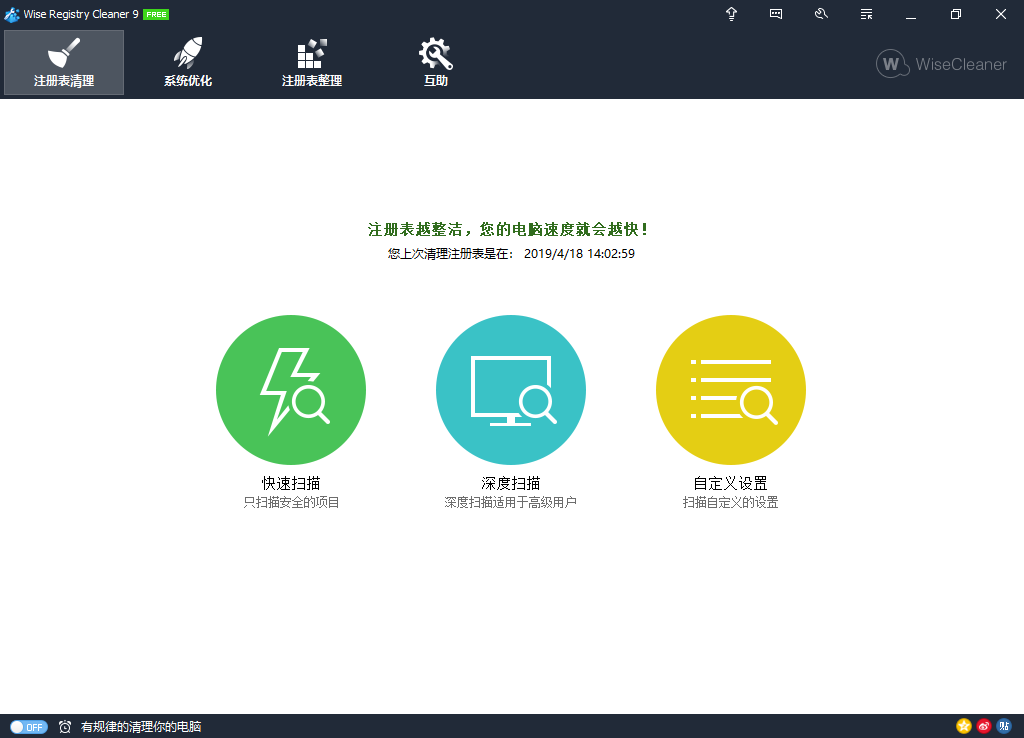 Wise Registry Cleaner 9 FREE
注册表清理
系统优化
注册表整理
互助
W WiseCleaner
注册表越整洁，您的电脑速度就会越快！
您上次清理注册表是在： 2019/4/18 14:02:59
快速扫描
只扫描安全的项目
深度扫描
深度扫描适用于高级用户
自定义设置
扫描自定义的设置
OFF
有规律的清理你的电脑
贴